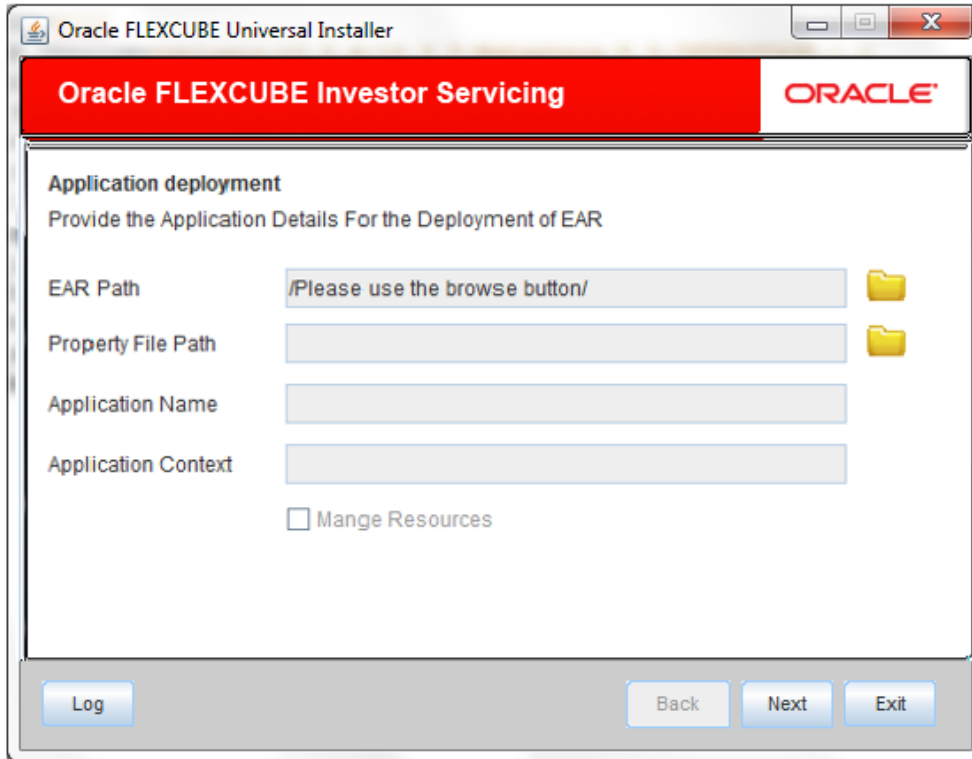 Oracle FLEXCUBE Universal Installer
Oracle FLEXCUBE Investor Servicing
ORACLE
Application deployment
Provide the Application Details For the Deployment of EAR
EAR Path
/Please use the browse button/
Property File Path
Application Name
Application Context
Mange Resources
Log
Back
Next
Exit